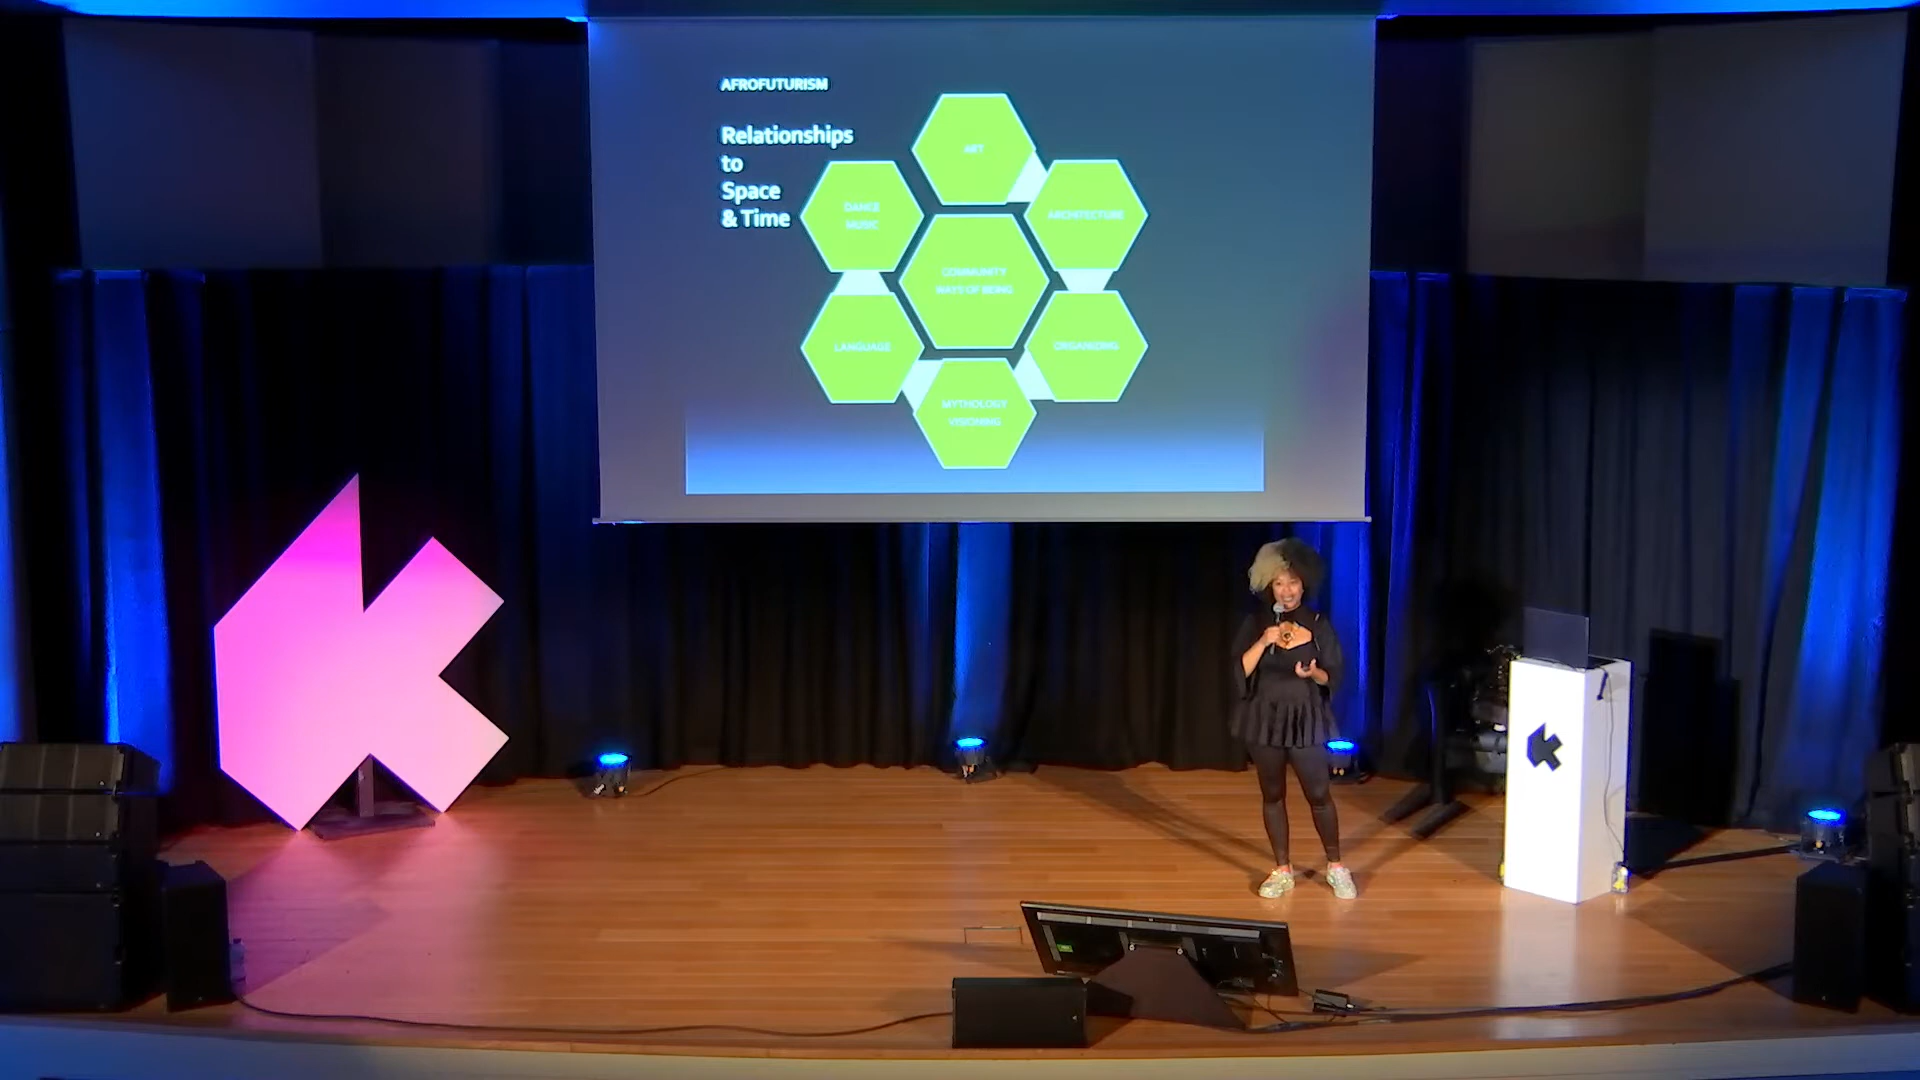 AFROFUTURISM
Relationships
to
Space
& Time
ART
DANCE
MUSIC
ARCHITECTURE
COMMUNITY
WAYS OF BEING
LANGUAGE
ORGANIZING
MYTHOLOGY
VISIONING